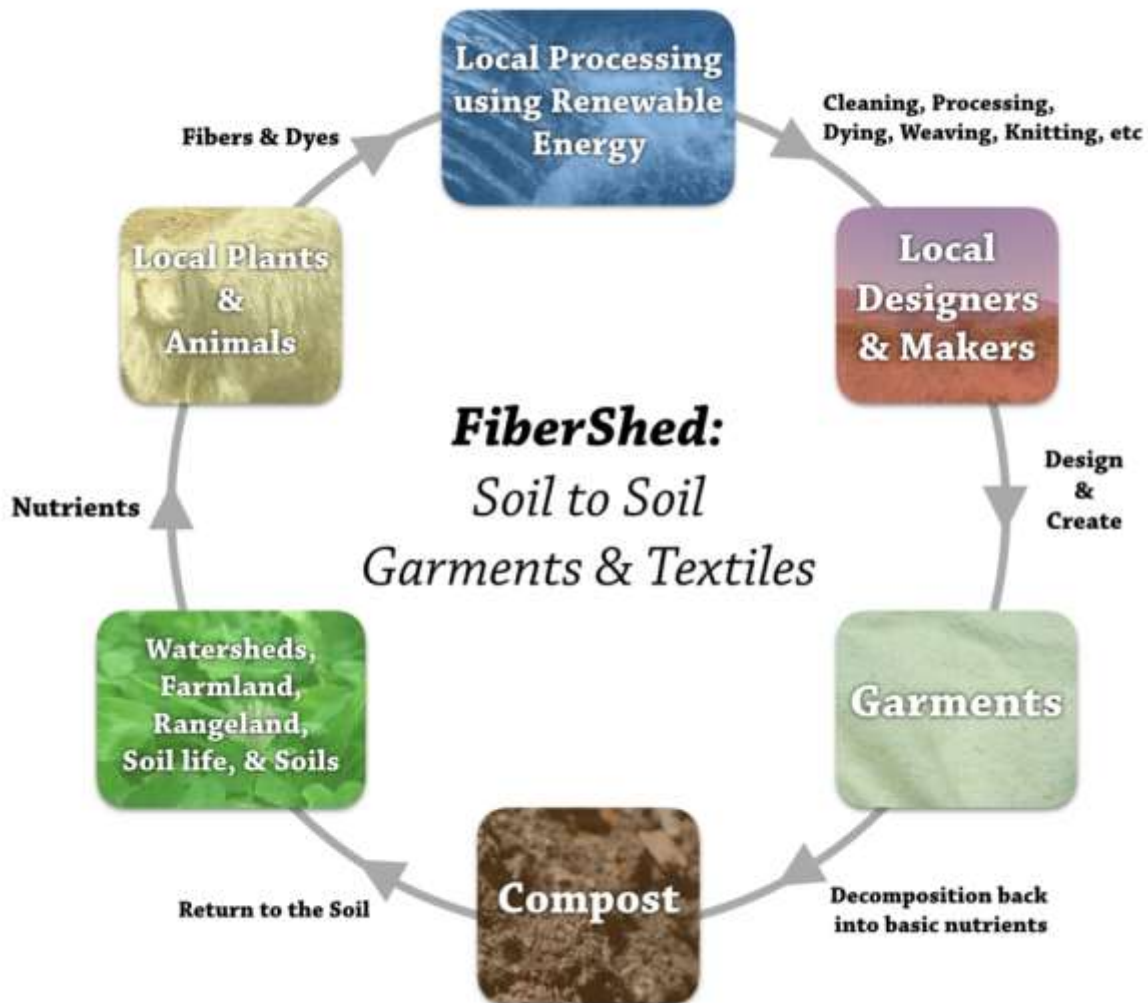 Local Processing
using Renewable
Energy
Cleaning, Processing,
Dying, Weaving, Knitting, etc
Local
Designers
& Makers
Design
&
Create
Garments
Decomposition back
into basic nutrients
Compost
Return to the Soil
Watersheds,
Farmland,
Rangeland,
Soil life, & Soils
Nutrients
Local Plants
&
Animals
Fibers & Dyes
FiberShed:
Soil to Soil
Garments & Textiles